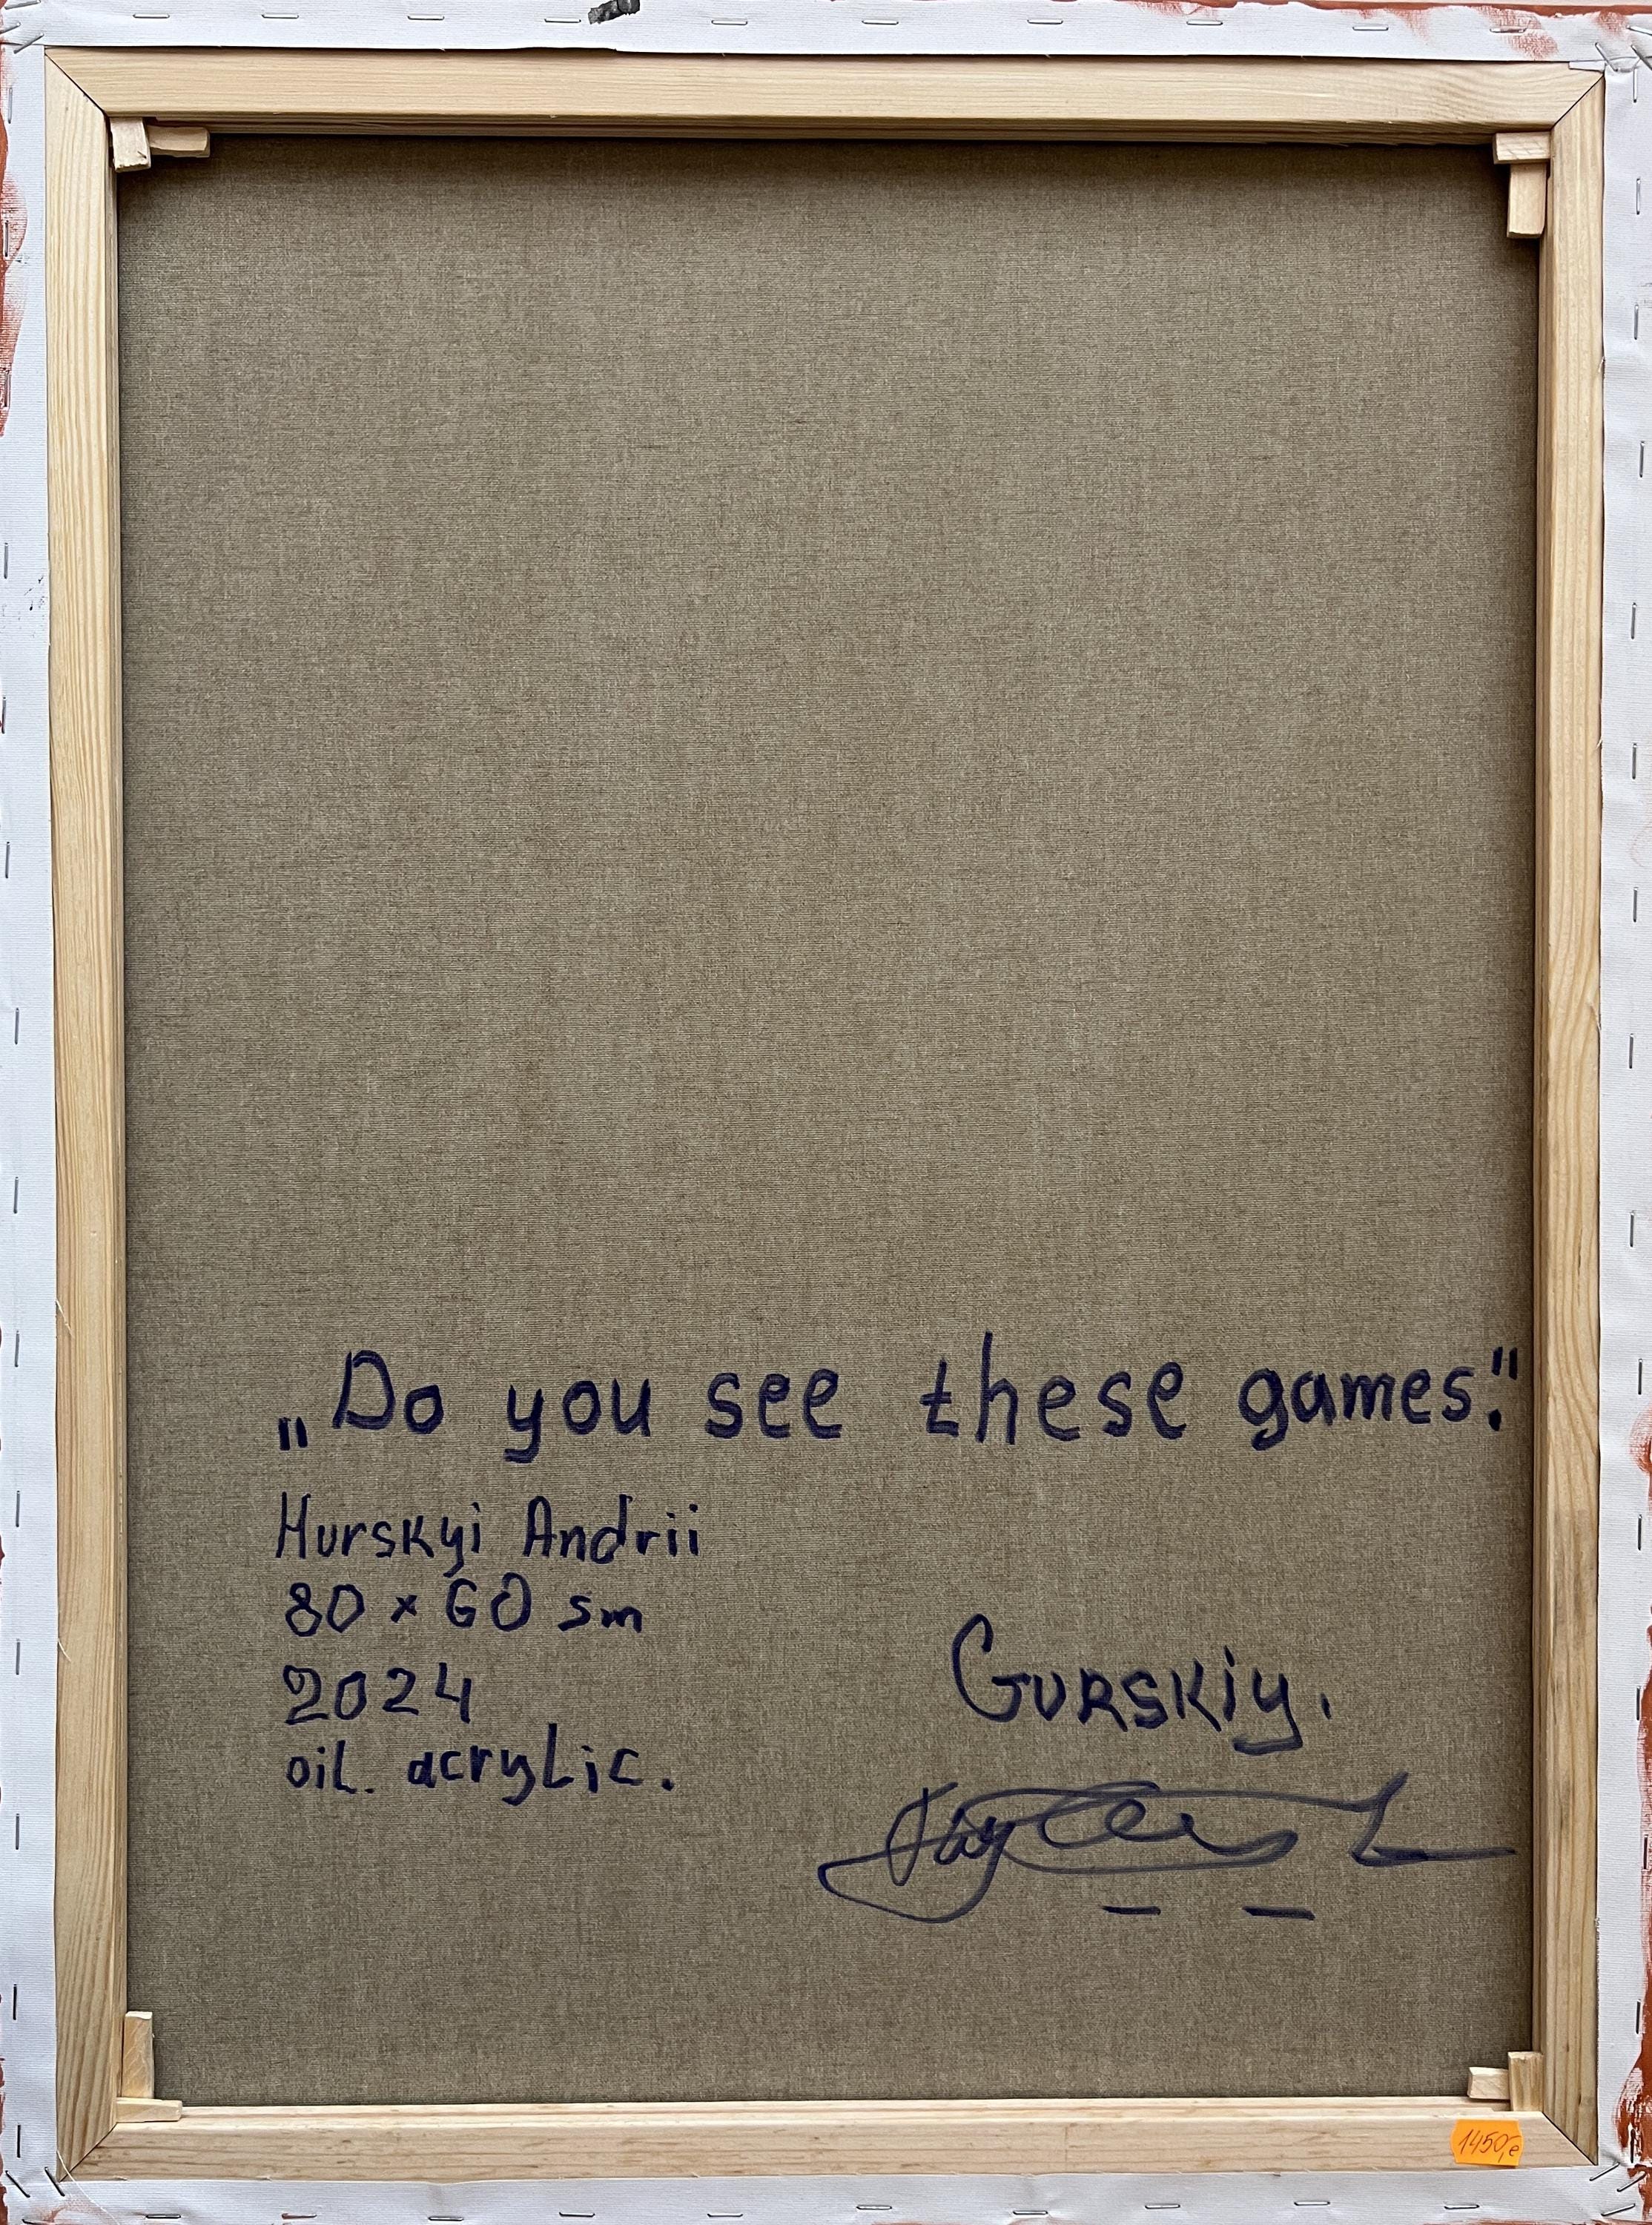 „Do you see these games."
Hurskyi Andrii
80 x 60 sm
2024
oil. acrylic.
Gurskiy.
1450,e